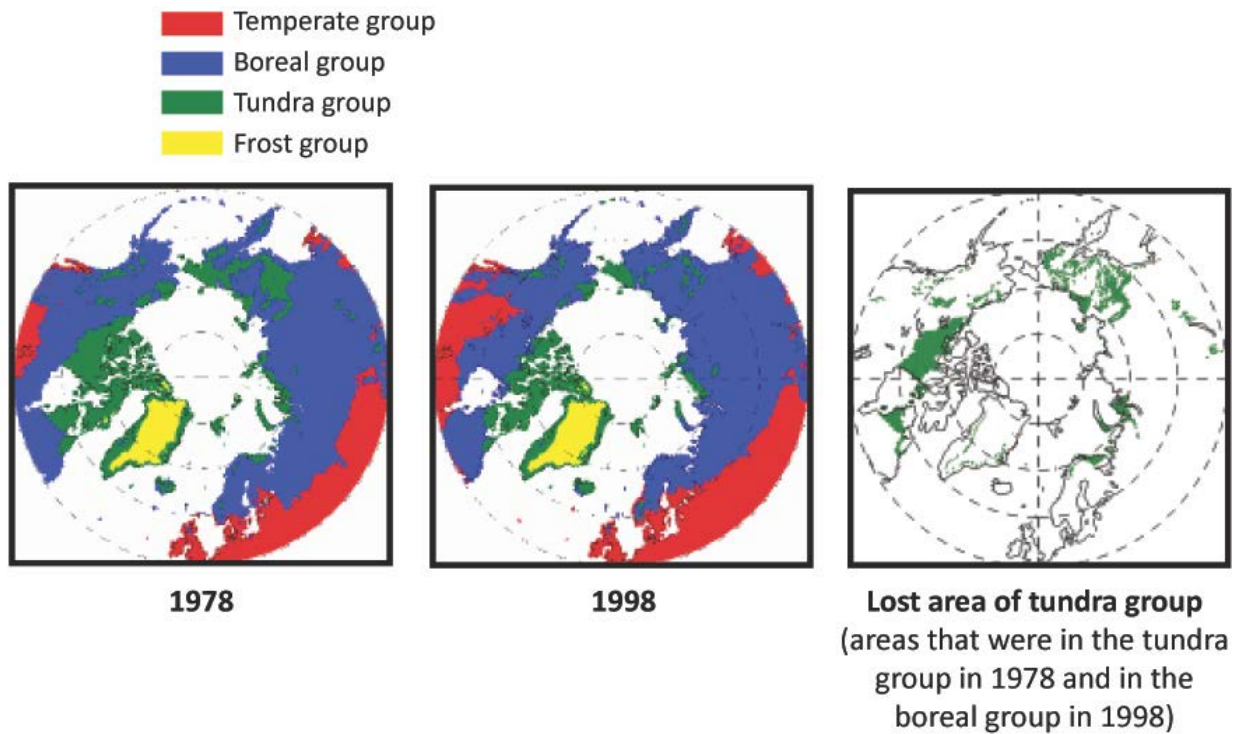 Temperate group
Boreal group
Tundra group
Frost group
1978
1998
Lost area of tundra group
(areas that were in the tundra
group in 1978 and in the
boreal group in 1998)